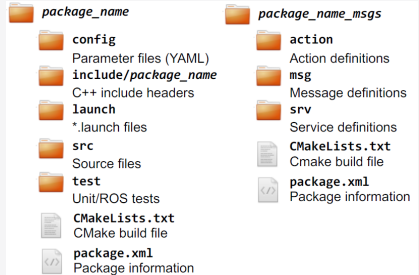 package_name
config
Parameter files (YAML)
include/package_name
C++ include headers
launch
*.launch files
src
Source files
test
Unit/ROS tests
CMakeLists.txt
CMake build file
package.xml
Package information
package_name_msgs
action
Action definitions
msg
Message definitions
srv
Service definitions
CMakeLists.txt
Cmake build file
package.xml
Package information